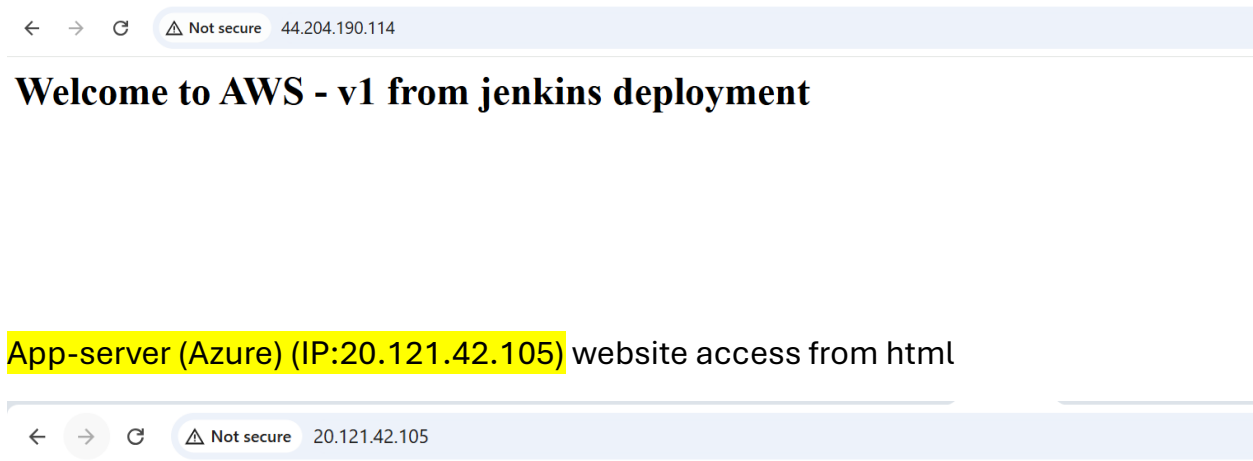 Not secure 44.204.190.114
Welcome to AWS - v1 from jenkins deployment
App-server (Azure) (IP:20.121.42.105) website access from html
Not secure 20.121.42.105